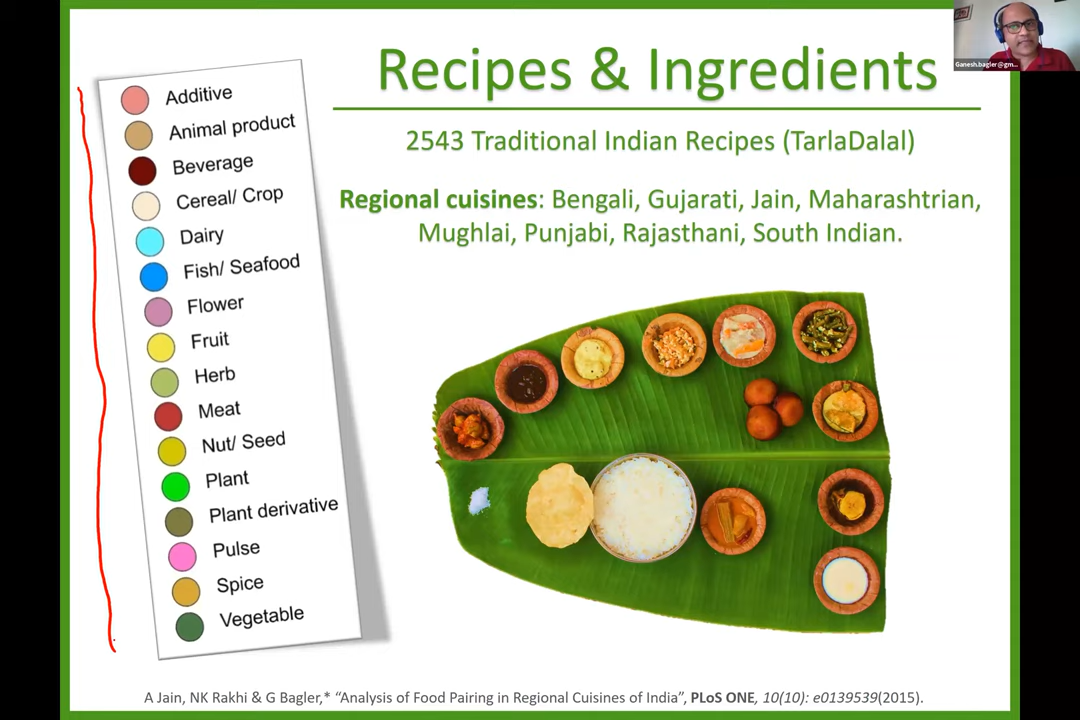 Recipes & Ingredients
2543 Traditional Indian Recipes (TarlaDalal)
Regional cuisines: Bengali, Gujarati, Jain, Maharashtrian,
Mughlai, Punjabi, Rajasthani, South Indian.
Additive
Animal product
Beverage
Cereal/ Crop
Dairy
Fish/ Seafood
Flower
Fruit
Herb
Meat
Nut/ Seed
Plant
Plant derivative
Pulse
Spice
Vegetable
A Jain, NK Rakhi & G Bagler,* “Analysis of Food Pairing in Regional Cuisines of India”, PLoS ONE, 10(10): e0139539(2015).
Ganesh.bagler@gm...